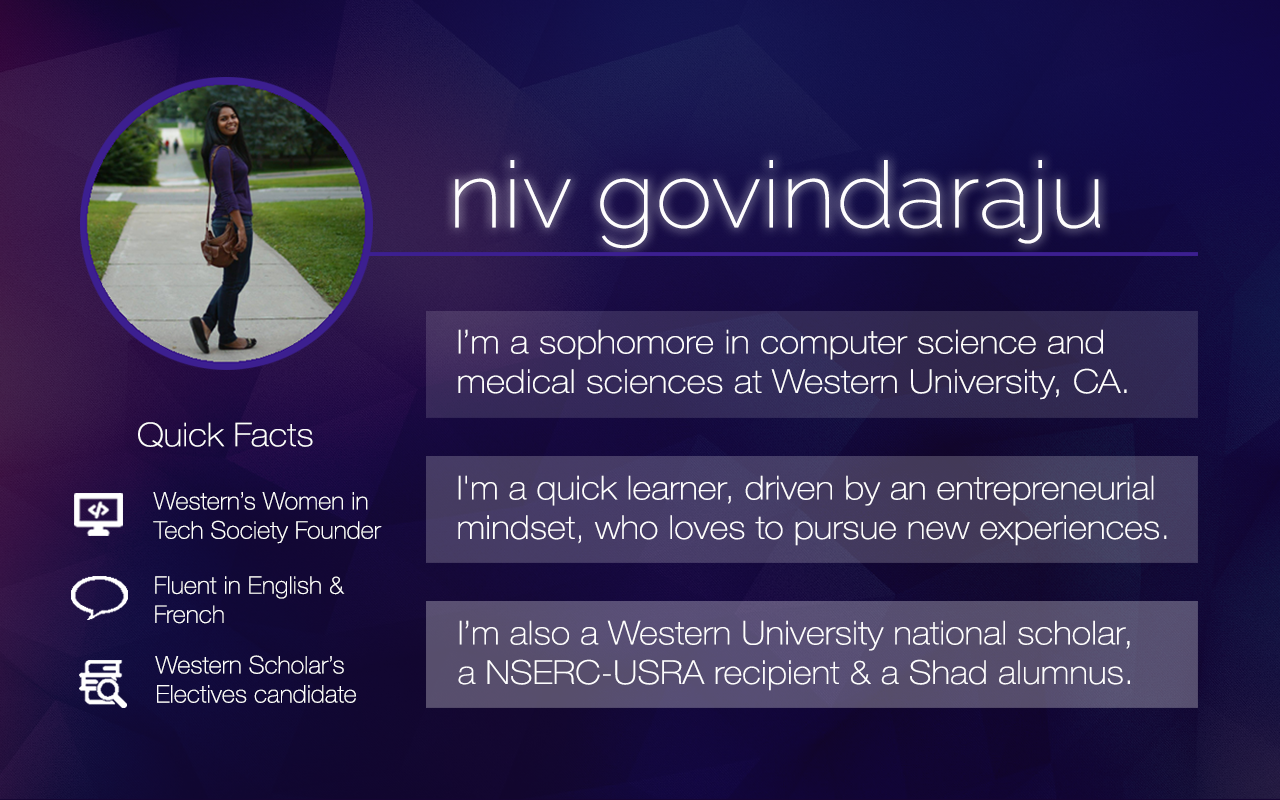 niv govindaraju
I’m a sophomore in computer science and
medical sciences at Western University, CA.
I'm a quick learner, driven by an entrepreneurial
mindset, who loves to pursue new experiences.
I’m also a Western University national scholar,
a NSERC-USRA recipient & a Shad alumnus.
Quick Facts
Western’s Women in
Tech Society Founder
Fluent in English &
French
Western Scholar’s
Electives candidate